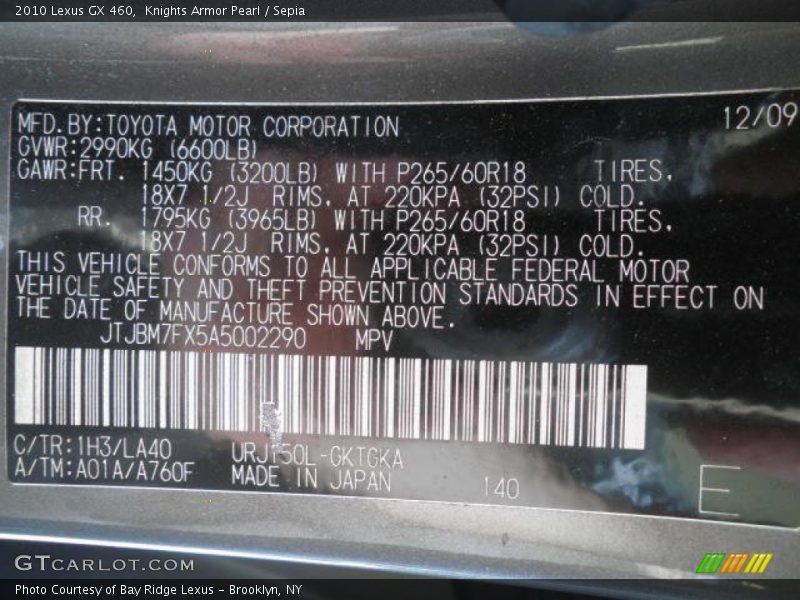 2010 Lexus GX 460, Knights Armor Pearl / Sepia
12/09
MFD.BY:TOYOTA MOTOR CORPORATION
GVWR:2990KG (6600LB)
GAWR:FRT. 1450KG (3200LB) WITH P265/60R18 TIRES,
18X7 1/2J RIMS, AT 220KPA (32PSI) COLD.
RR. 1795KG (3965LB) WITH P265/60R18 TIRES,
18X7 1/2J RIMS, AT 220KPA (32PSI) COLD.
THIS VEHICLE CONFORMS TO ALL APPLICABLE FEDERAL MOTOR
VEHICLE SAFETY AND THEFT PREVENTION STANDARDS IN EFFECT ON
THE DATE OF MANUFACTURE SHOWN ABOVE.
JTJBM7FX5A5002290 MPV
C/TR:1H3/LA40 URJ150L-GKTGKA
A/TM:A01A/A760F MADE IN JAPAN 140 E
GTCARLOT.COM
Photo Courtesy of Bay Ridge Lexus - Brooklyn, NY